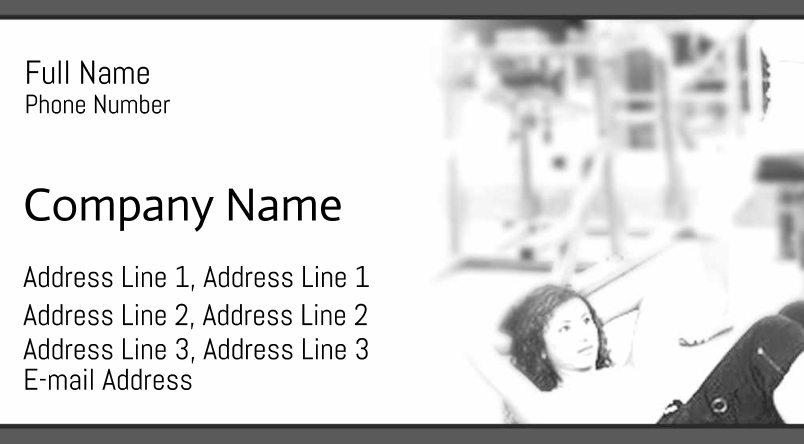 Full Name
Phone Number
Company Name
Address Line 1, Address Line 1
Address Line 2, Address Line 2
Address Line 3, Address Line 3
E-mail Address